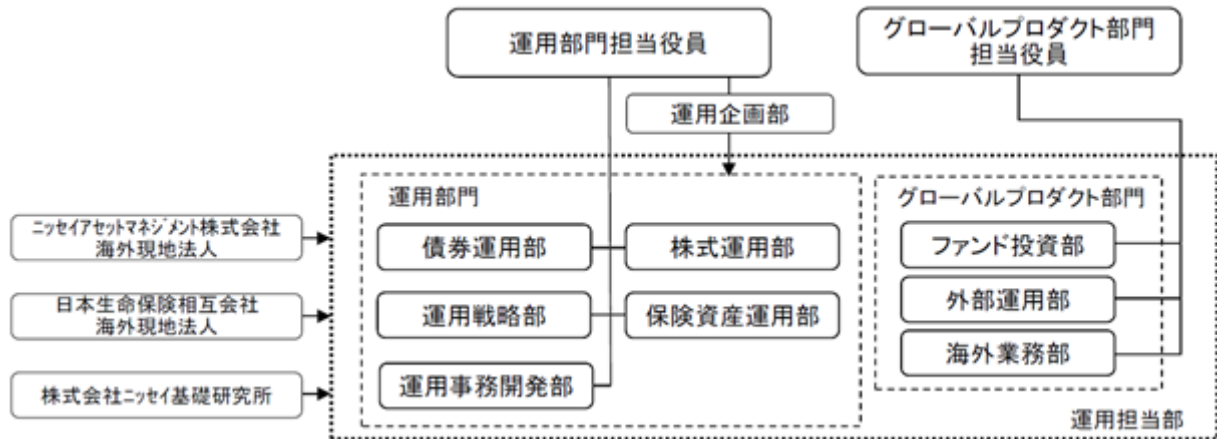 運用部門担当役員
グローバルプロダクト部門
担当役員
運用企画部
運用部門
グローバルプロダクト部門
ニッセイアセットマネジメント株式会社
海外現地法人
債券運用部
株式運用部
ファンド投資部
日本生命保険相互会社
海外現地法人
運用戦略部
保険資産運用部
外部運用部
海外業務部
株式会社ニッセイ基礎研究所
運用事務開発部
運用担当部